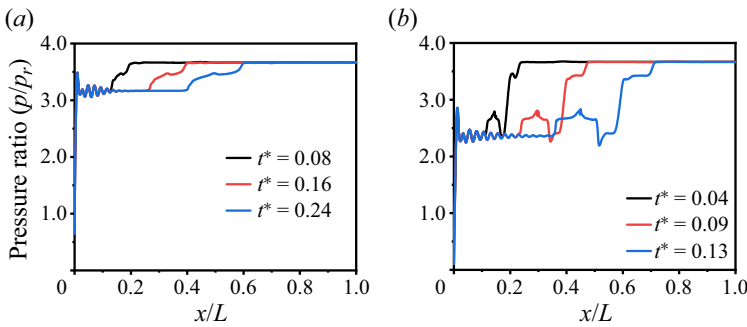 (a)
(b)
Pressure ratio (p/pr)
4.0
3.0
2.0
1.0
t* = 0.08
t* = 0.16
t* = 0.24
0 0.2 0.4 0.6 0.8 1.0
x/L
4.0
3.0
2.0
1.0
t* = 0.04
t* = 0.09
t* = 0.13
0 0.2 0.4 0.6 0.8 1.0
x/L